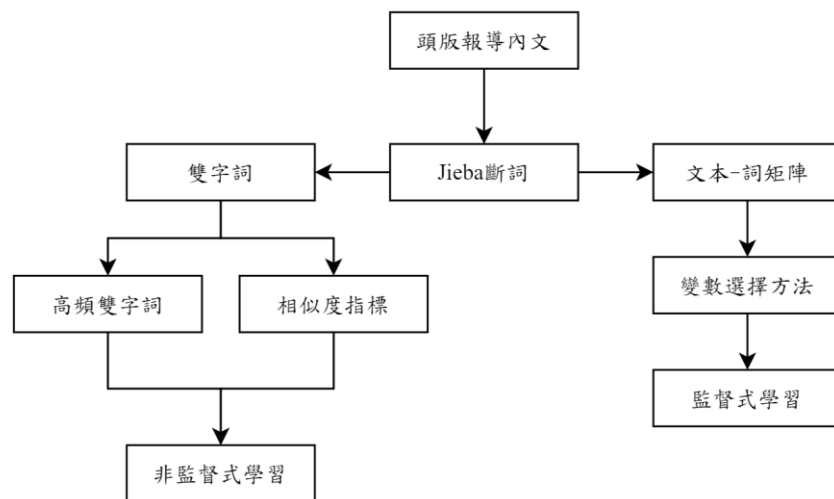 頭版報導內文
雙字詞
Jieba斷詞
文本-詞矩陣
高頻雙字詞
相似度指標
變數選擇方法
監督式學習
非監督式學習